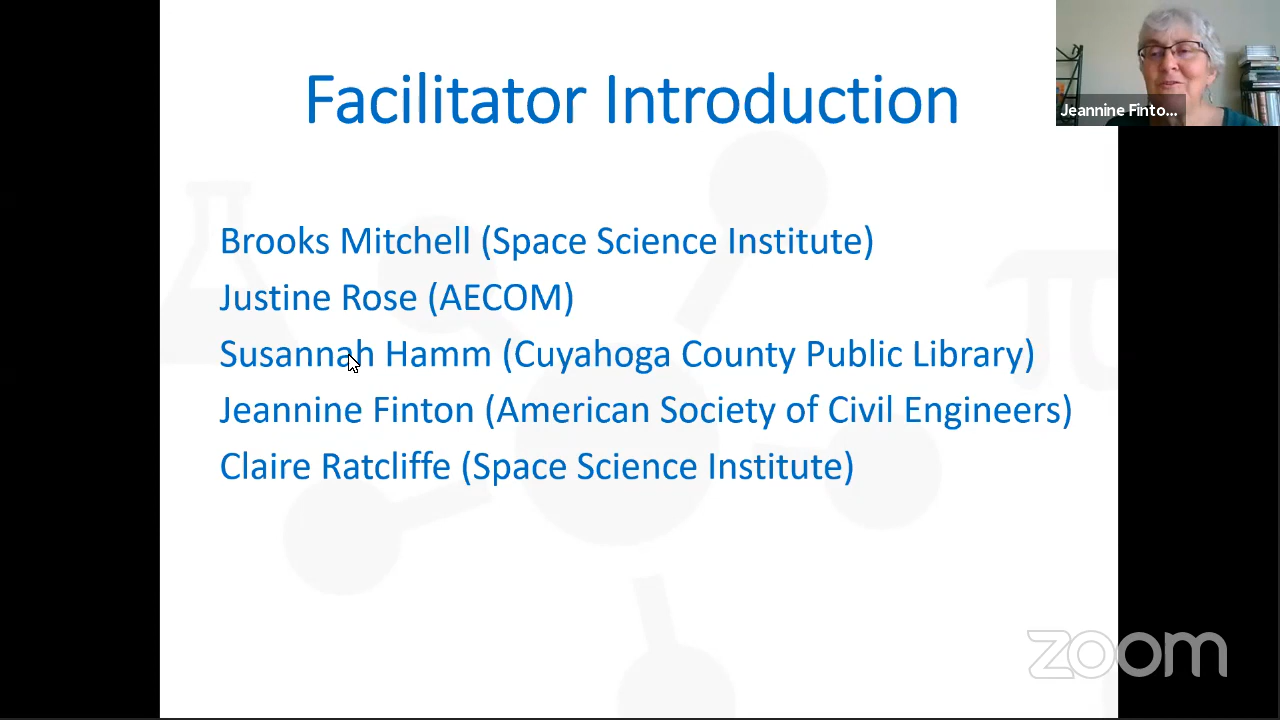 Facilitator Introduction
Jeannine Finto...
Brooks Mitchell (Space Science Institute)
Justine Rose (AECOM)
Susannah Hamm (Cuyahoga County Public Library)
Jeannine Finton (American Society of Civil Engineers)
Claire Ratcliffe (Space Science Institute)
zoom